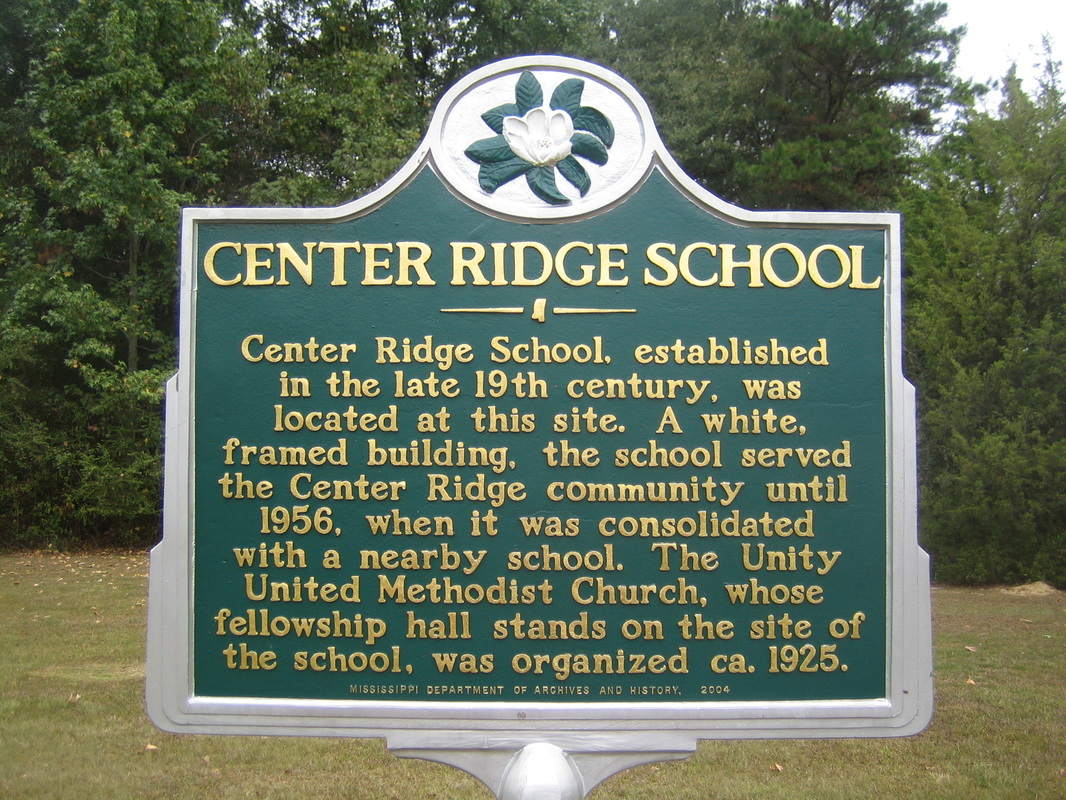 CENTER RIDGE SCHOOL
Center Ridge School, established
in the late 19th century, was
located at this site. A white,
framed building, the school served
the Center Ridge community until
1956, when it was consolidated
with a nearby school. The Unity
United Methodist Church, whose
fellowship hall stands on the site of
the school, was organized ca. 1925.
MISSISSIPPI DEPARTMENT OF ARCHIVES AND HISTORY, 2004